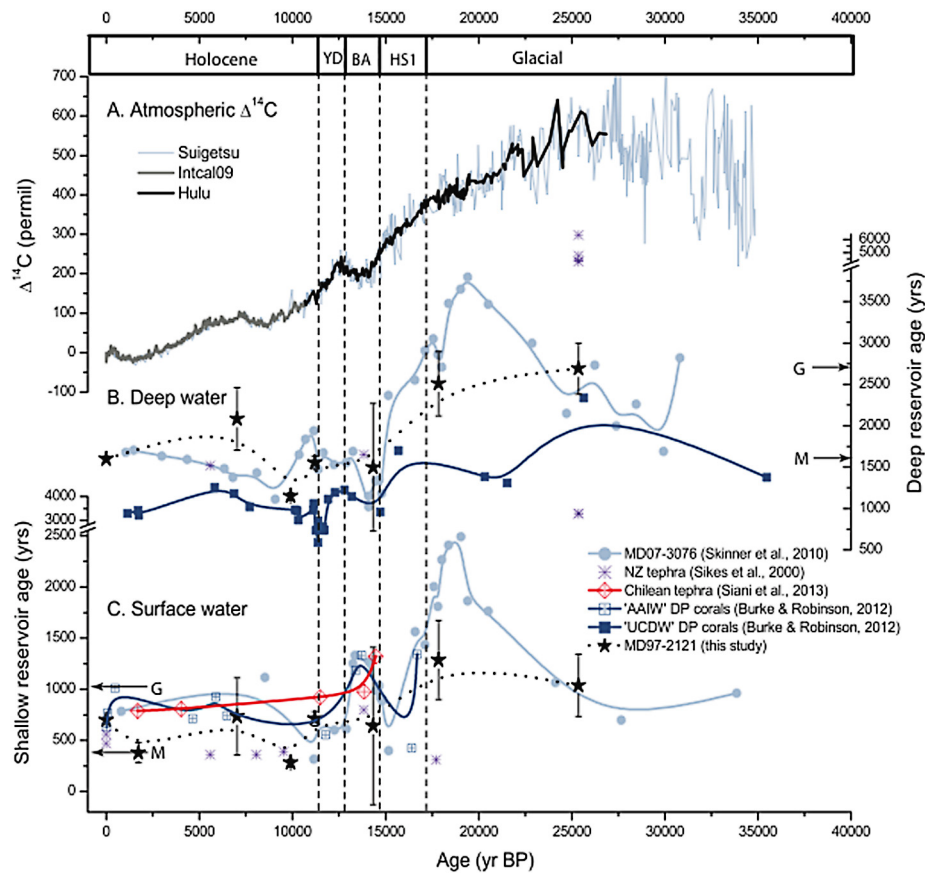 0 5000 10000 15000 20000 25000 30000 35000 40000
Holocene YD BA HS1 Glacial
A. Atmospheric Δ¹⁴C
Suigetsu
Intcal09
Hulu
Δ¹⁴C (permil)
700
600
500
400
300
200
100
0
-100
6000
5000
3500
3000
2500
2000
1500
1000
500
Deep reservoir age (yrs)
G
M
B. Deep water
4000
3000
2500
2000
1500
1000
500
0
Shallow reservoir age (yrs)
C. Surface water
G
M
MD07-3076 (Skinner et al., 2010)
NZ tephra (Sikes et al., 2000)
Chilean tephra (Siani et al., 2013)
'AAIW' DP corals (Burke & Robinson, 2012)
'UCDW' DP corals (Burke & Robinson, 2012)
MD97-2121 (this study)
0 5000 10000 15000 20000 25000 30000 35000 40000
Age (yr BP)